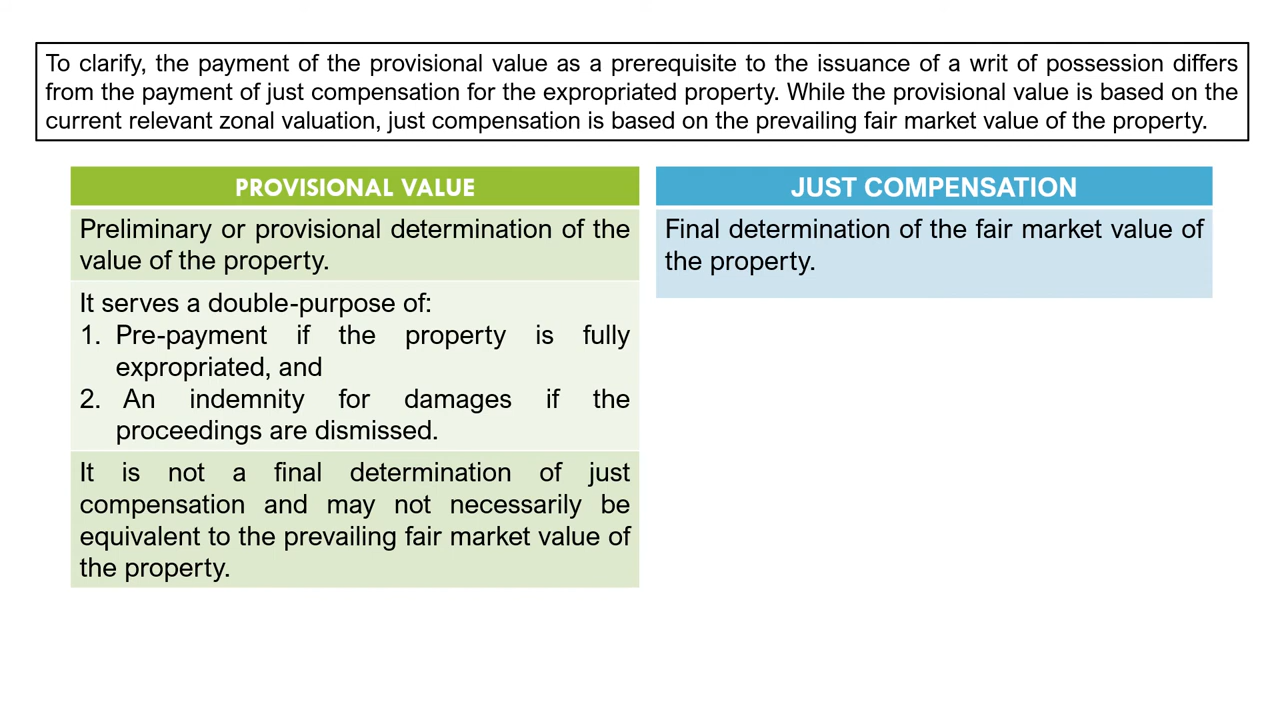 To clarify, the payment of the provisional value as a prerequisite to the issuance of a writ of possession differs
from the payment of just compensation for the expropriated property. While the provisional value is based on the
current relevant zonal valuation, just compensation is based on the prevailing fair market value of the property.
PROVISIONAL VALUE
Preliminary or provisional determination of the
value of the property.
It serves a double-purpose of:
1. Pre-payment if the property is fully
expropriated, and
2. An indemnity for damages if the
proceedings are dismissed.
It is not a final determination of just
compensation and may not necessarily be
equivalent to the prevailing fair market value of
the property.
JUST COMPENSATION
Final determination of the fair market value of
the property.